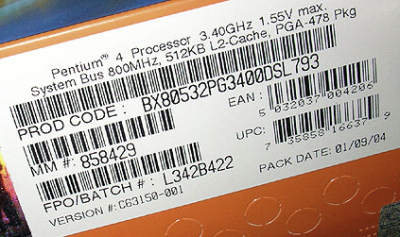 Pentium® 4 Processor 3.40GHz 1.55V max.
System Bus 800MHz, 512KB L2-Cache, PGA-478 Pkg
PROD CODE: BX80532PG3400DSL793
EAN:
5 032037 004206
MM #: 858429
UPC:
7 35858 16637 9
FPO/BATCH #: L342B422
PACK DATE: 01/09/04
VERSION #: C63150-001